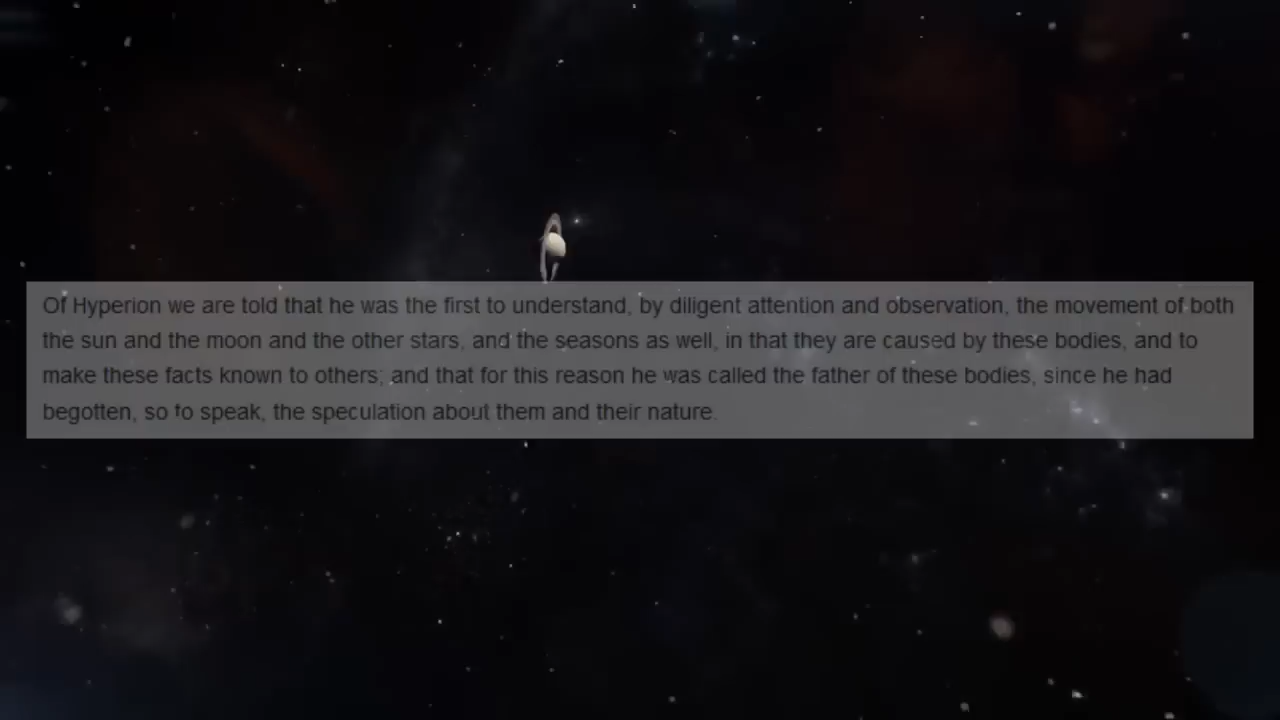 Of Hyperion we are told that he was the first to understand, by diligent attention and observation, the movement of both
the sun and the moon and the other stars, and the seasons as well, in that they are caused by these bodies, and to
make these facts known to others; and that for this reason he was called the father of these bodies, since he had
begotten, so to speak, the speculation about them and their nature.